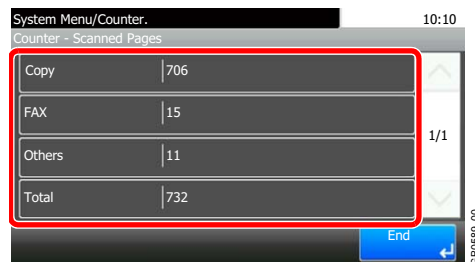 System Menu/Counter. 10:10
Counter - Scanned Pages
Copy 706
FAX 15
Others 11
1/1
Total 732
End